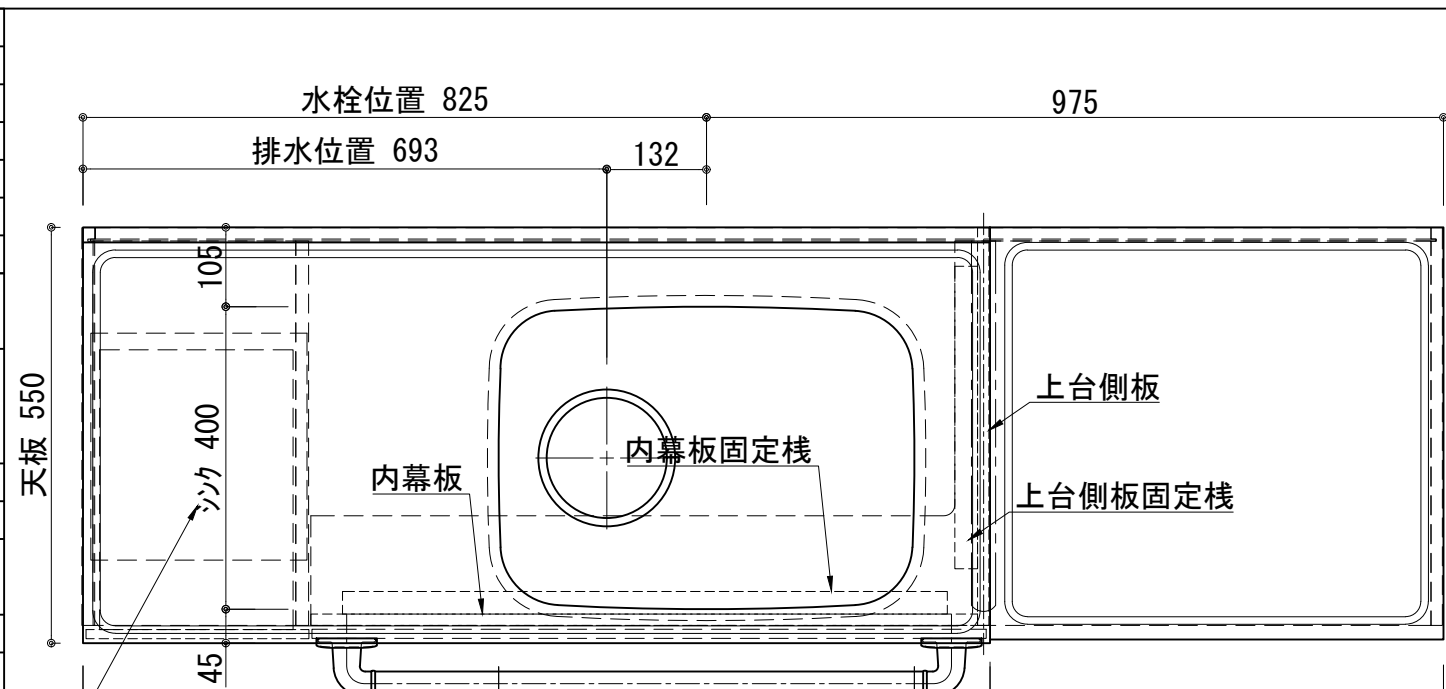 水栓位置 825
975
排水位置 693
132
105
天板 550
シンク 400
内幕板
内幕板固定桟
上台側板
上台側板固定桟
45